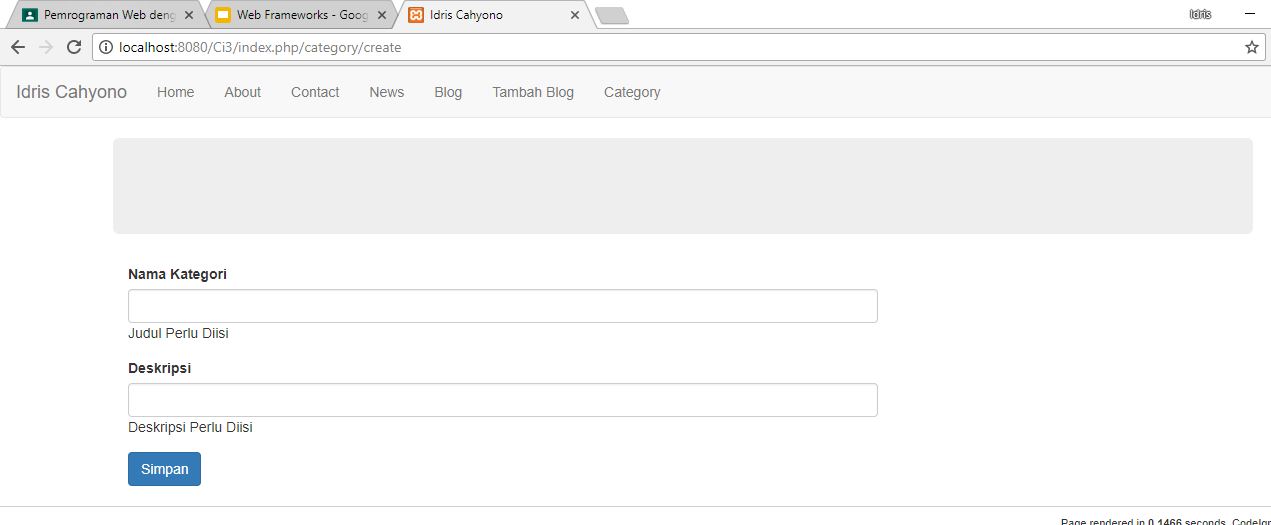 Pemrograman Web deng
Web Frameworks - Goog
Idris Cahyono
Idris
localhost:8080/Ci3/index.php/category/create
Idris Cahyono Home About Contact News Blog Tambah Blog Category
Nama Kategori
Judul Perlu Diisi
Deskripsi
Deskripsi Perlu Diisi
Simpan
Page rendered in 0.1466 seconds. CodeIgn